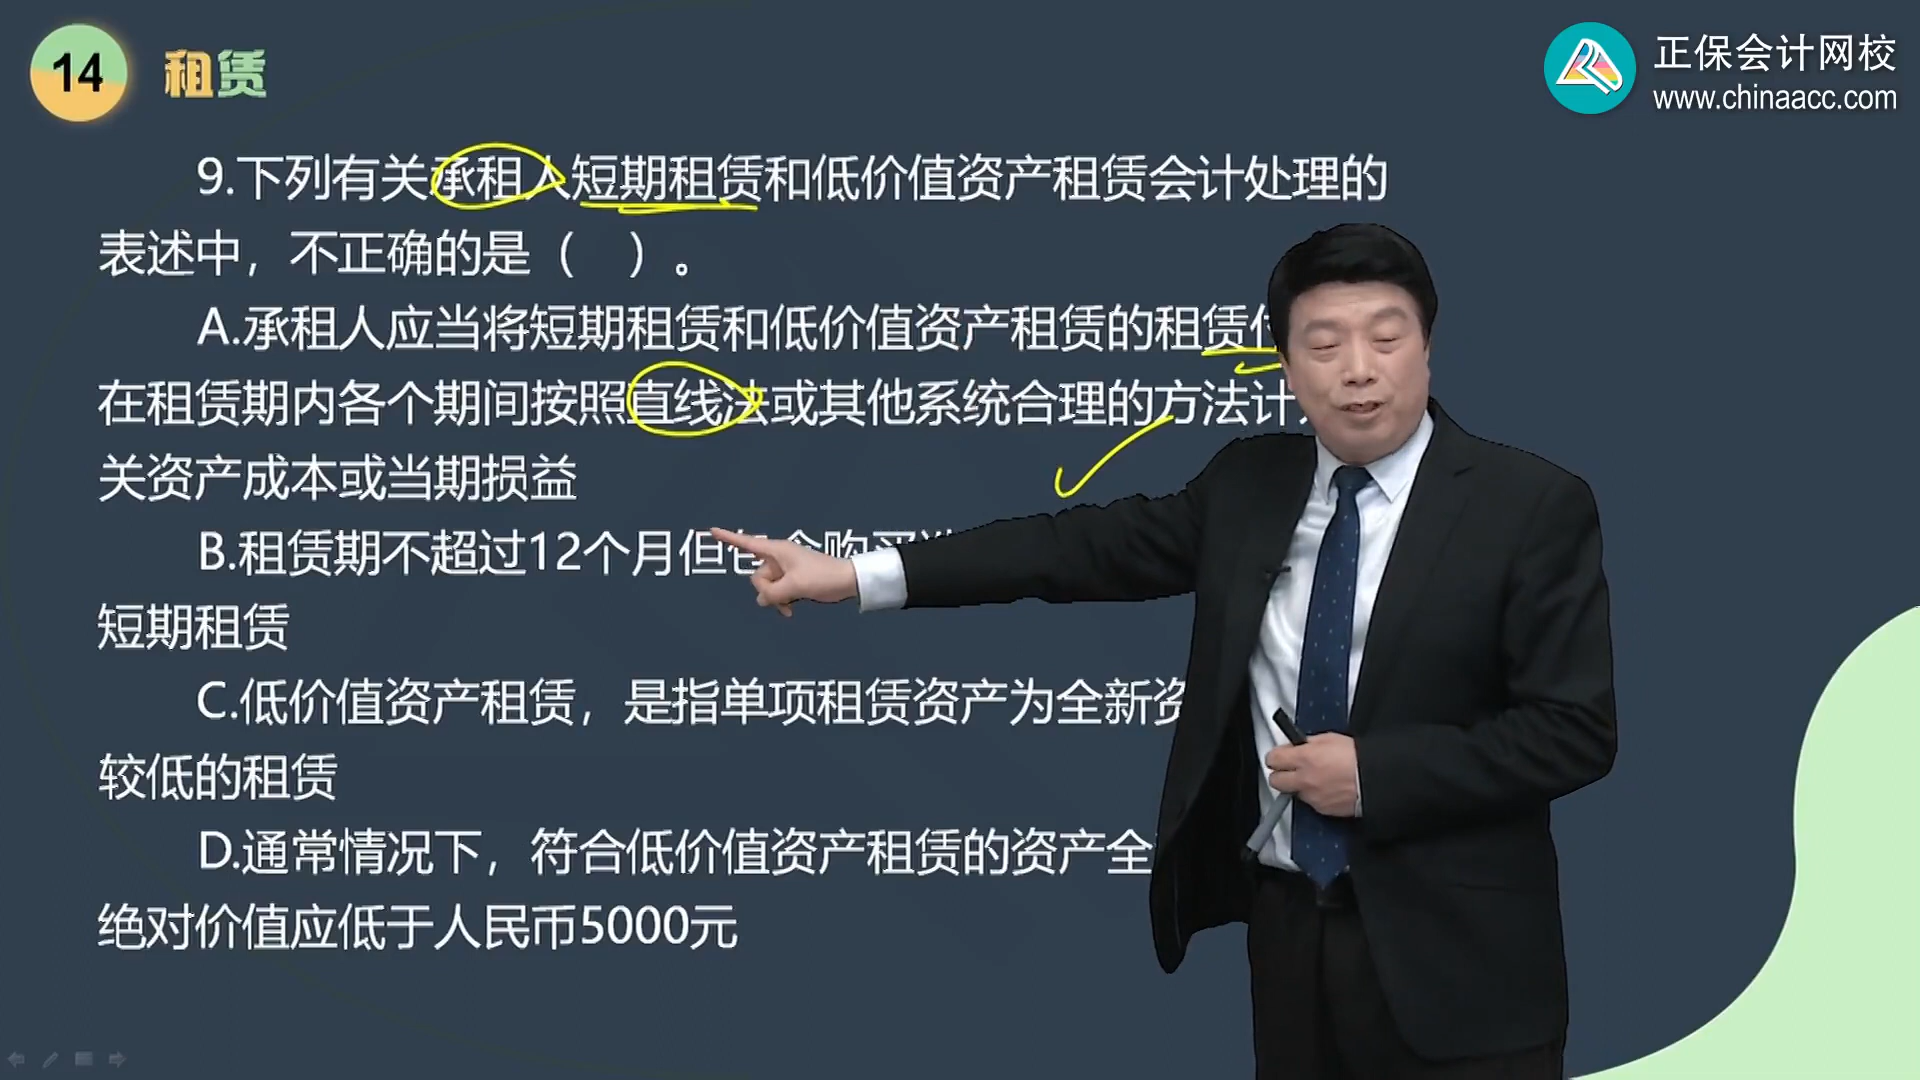 14 租赁
正保会计网校
www.chinaacc.com
9.下列有关承租人短期租赁和低价值资产租赁会计处理的
表述中，不正确的是（ ）。
A.承租人应当将短期租赁和低价值资产租赁的租赁
在租赁期内各个期间按照直线法或其他系统合理的方法计
关资产成本或当期损益
B.租赁期不超过12个月但包含购买
短期租赁
C.低价值资产租赁，是指单项租赁资产为全新资
较低的租赁
D.通常情况下，符合低价值资产租赁的资产全
绝对价值应低于人民币5000元